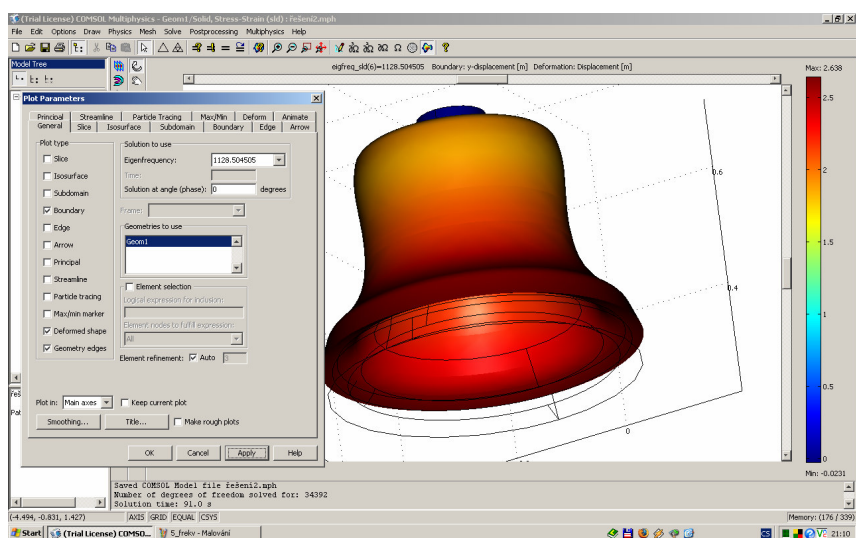 (Trial License) COMSOL Multiphysics - Geom1/Solid, Stress-Strain (sld) : řešení2.mph
File Edit Options Draw Physics Mesh Solve Postprocessing Multiphysics Help
Model Tree
eigfreq_sld(6)=1128.504505 Boundary: y-displacement [m] Deformation: Displacement [m]
Max: 2.638
Plot Parameters
Principal Streamline Particle Tracing Max/Min Deform Animate
General Slice Isosurface Subdomain Boundary Edge Arrow
Plot type
Slice
Isosurface
Subdomain
Boundary
Edge
Arrow
Principal
Streamline
Particle tracing
Max/min marker
Deformed shape
Geometry edges
Solution to use
Eigenfrequency: 1128.504505
Time:
Solution at angle (phase): 0 degrees
Frame:
Geometries to use
Geom1
Element selection
Logical expression for inclusion:
Element nodes to fulfill expression:
All
Element refinement: Auto 3
Plot in: Main axes Keep current plot
Smoothing... Title... Make rough plots
OK Cancel Apply Help
0.6
0.4
0
2.5
2
1.5
1
0.5
0
Min: -0.0231
Saved COMSOL Model file řešení2.mph
Number of degrees of freedom solved for: 34392
Solution time: 91.0 s
(-4.494, -0.831, 1.427) AXIS GRID EQUAL CSYS Memory: (176 / 339)
Start (Trial License) COMSO... 5_frekv - Malování CS 21:10